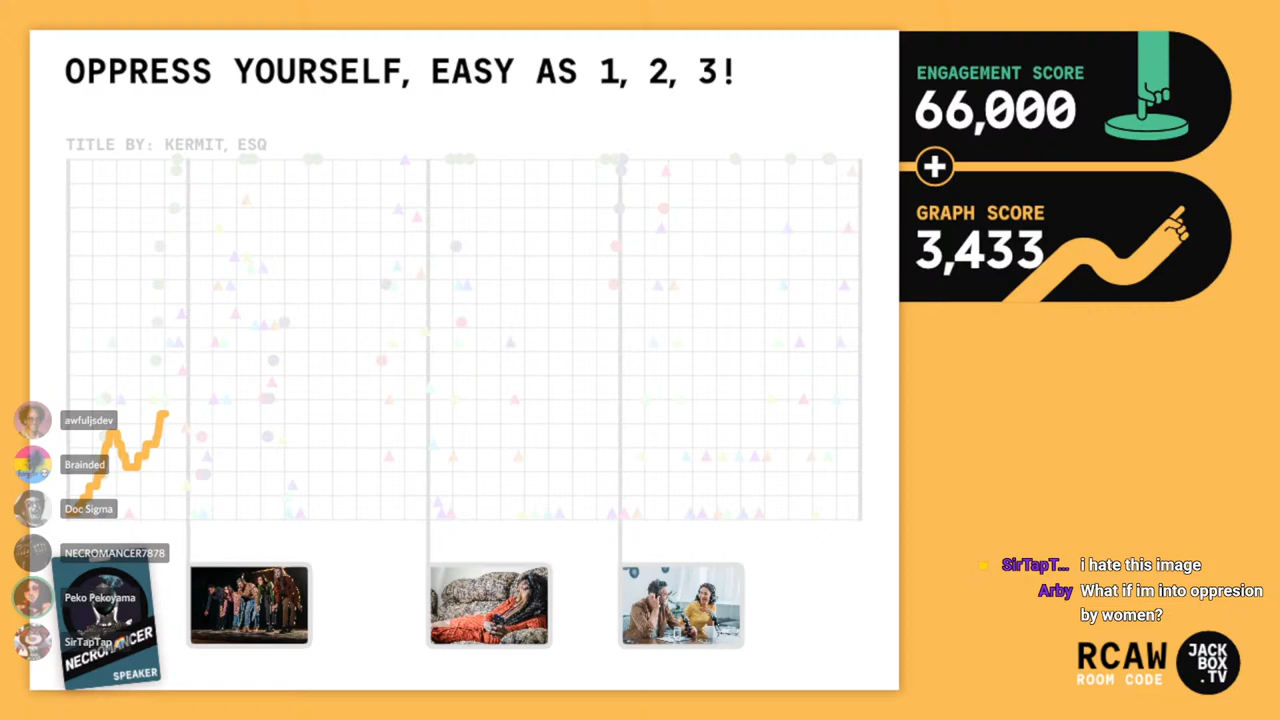 OPPRESS YOURSELF, EASY AS 1, 2, 3!
TITLE BY: KERMIT, ESQ
ENGAGEMENT SCORE
66,000
+
GRAPH SCORE
3,433
awfuljsdev
Brainded
Doc Sigma
NECROMANCER7878
Peko Pekoyama
SirTapTap
NECROMANCER
SPEAKER
SirTapT... i hate this image
Arby What if im into oppresion
by women?
RCAW
ROOM CODE
JACK
BOX
.TV